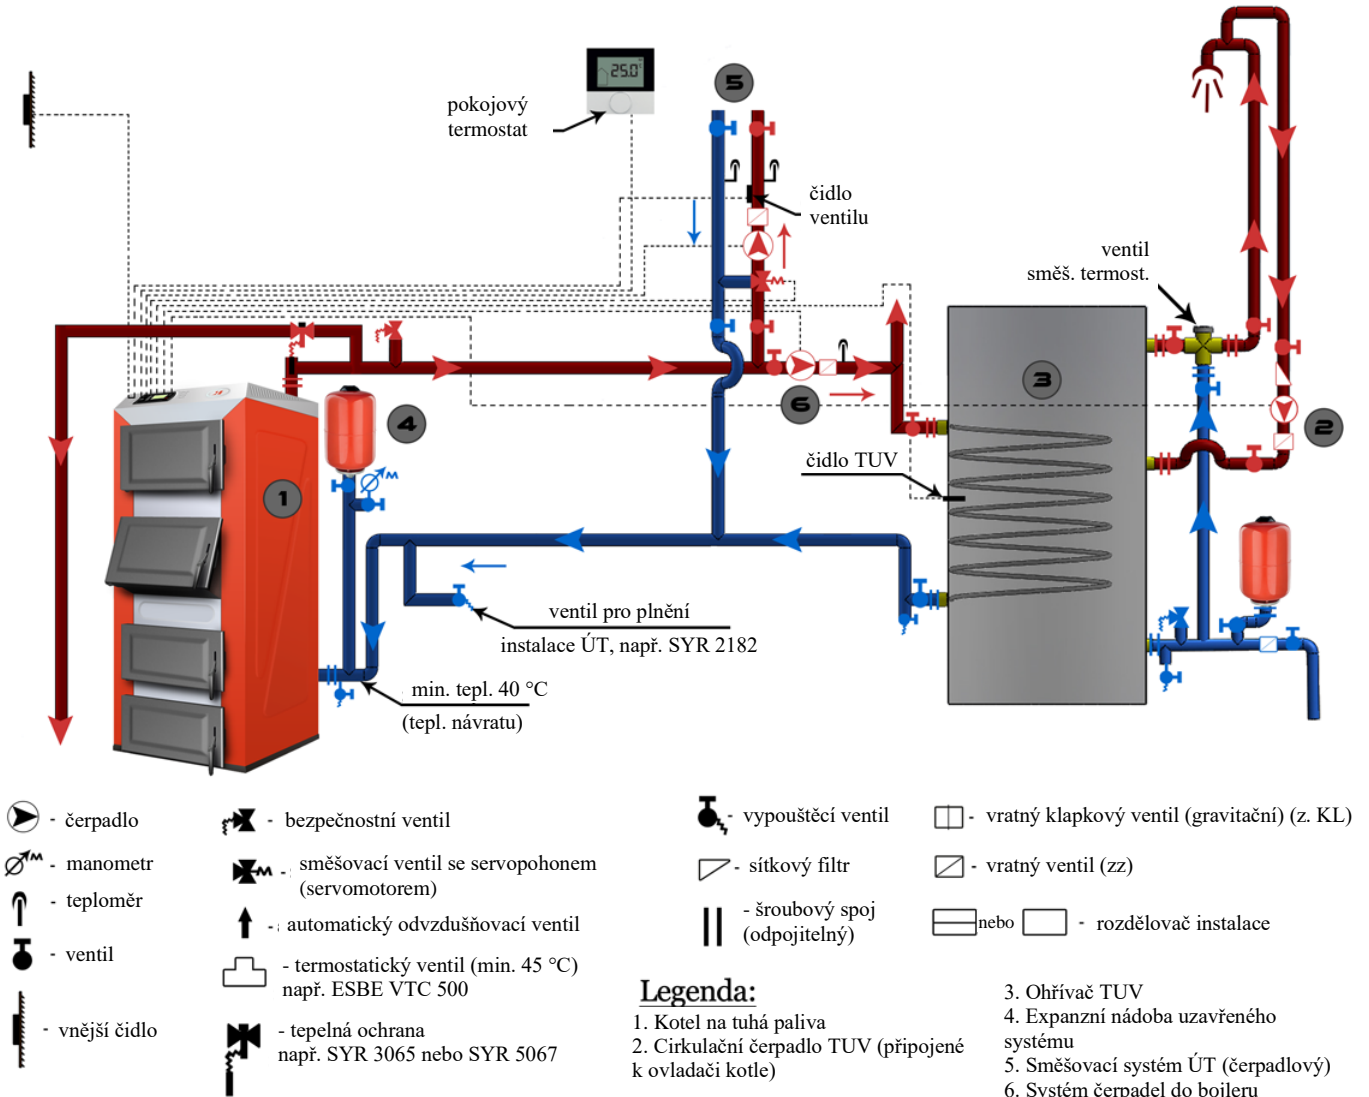 5
25.0
pokojový
termostat
čidlo
ventilu
ventil
směš. termost.
3
6
4
2
1
čidlo TUV
ventil pro plnění
instalace ÚT, např. SYR 2182
min. tepl. 40 °C
(tepl. návratu)
- čerpadlo
- bezpečnostní ventil
- vypouštěcí ventil
- vratný klapkový ventil (gravitační) (z. KL)
- manometr
- směšovací ventil se servopohonem
(servomotorem)
- sítkový filtr
- vratný ventil (zz)
- teploměr
- automatický odvzdušňovací ventil
- šroubový spoj
(odpojitelný)
nebo
- rozdělovač instalace
- ventil
- termostatický ventil (min. 45 °C)
např. ESBE VTC 500
- vnější čidlo
- tepelná ochrana
např. SYR 3065 nebo SYR 5067
Legenda:
1. Kotel na tuhá paliva
2. Cirkulační čerpadlo TUV (připojené
k ovladači kotle)
3. Ohřívač TUV
4. Expanzní nádoba uzavřeného
systému
5. Směšovací systém ÚT (čerpadlový)
6. Systém čerpadel do bojleru